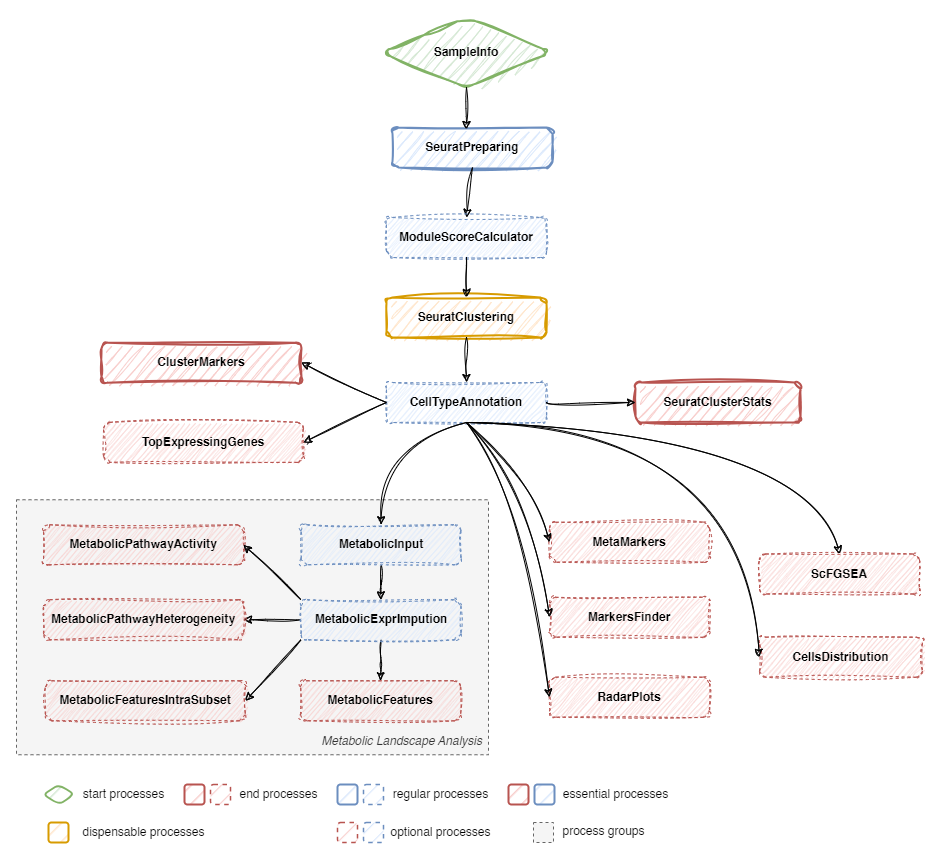 SampleInfo
SeuratPreparing
ModuleScoreCalculator
SeuratClustering
ClusterMarkers
CellTypeAnnotation
SeuratClusterStats
TopExpressingGenes
MetabolicPathwayActivity
MetabolicInput
MetaMarkers
ScFGSEA
MetabolicPathwayHeterogeneity
MetabolicExprImpution
MarkersFinder
CellsDistribution
MetabolicFeaturesIntraSubset
MetabolicFeatures
RadarPlots
Metabolic Landscape Analysis
start processes
end processes
regular processes
essential processes
dispensable processes
optional processes
process groups